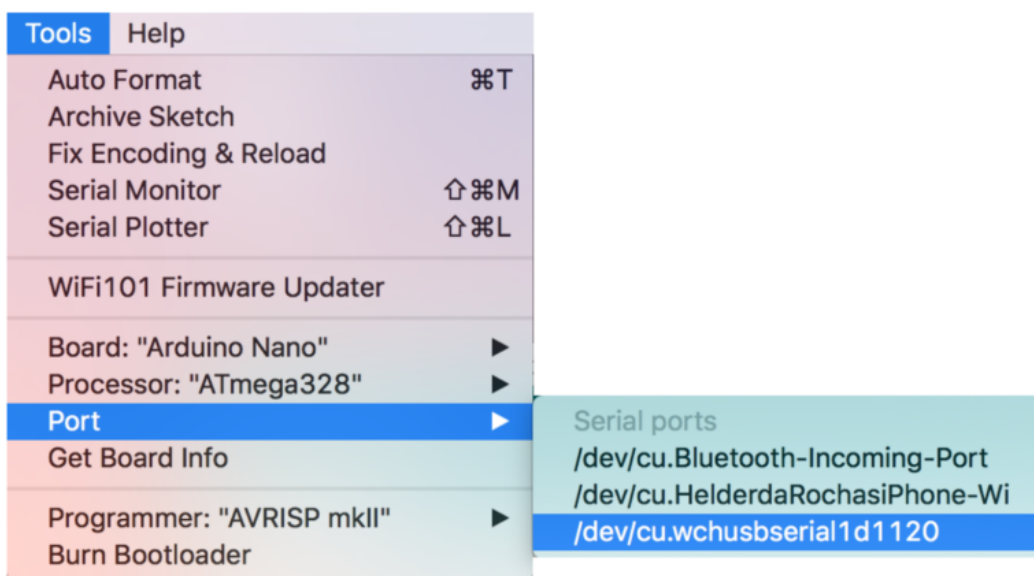 Tools Help
Auto Format ⌘T
Archive Sketch
Fix Encoding & Reload
Serial Monitor ⇧⌘M
Serial Plotter ⇧⌘L
WiFi101 Firmware Updater
Board: "Arduino Nano" ▶
Processor: "ATmega328" ▶
Port ▶
Get Board Info
Programmer: "AVRISP mkII" ▶
Burn Bootloader
Serial ports
/dev/cu.Bluetooth-Incoming-Port
/dev/cu.HelderdaRochasiPhone-Wi
/dev/cu.wchusbserial1d1120